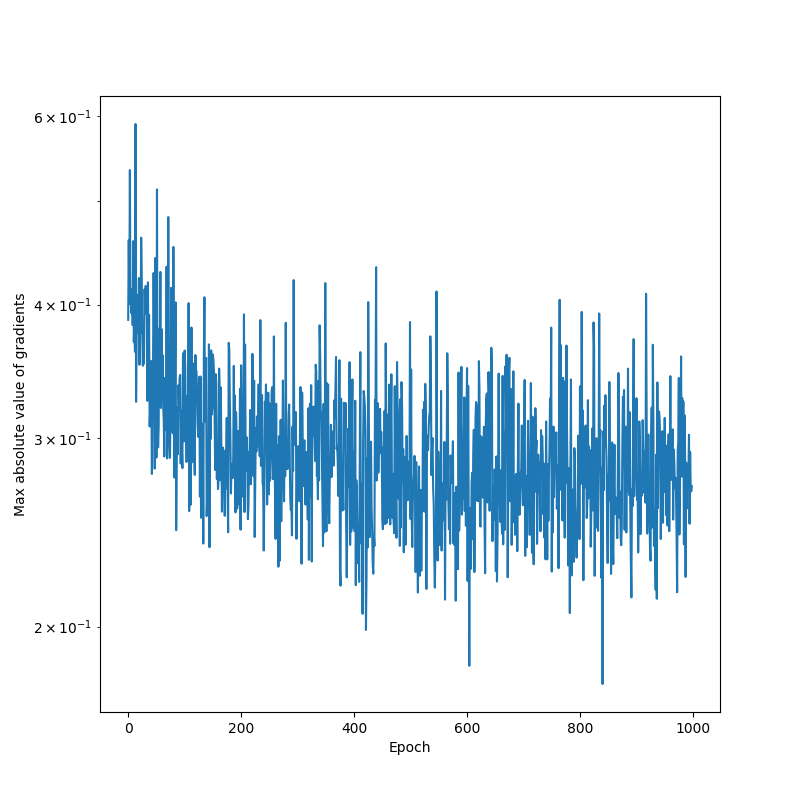 Max absolute value of gradients
6 × 10⁻¹
4 × 10⁻¹
3 × 10⁻¹
2 × 10⁻¹
0 200 400 600 800 1000
Epoch